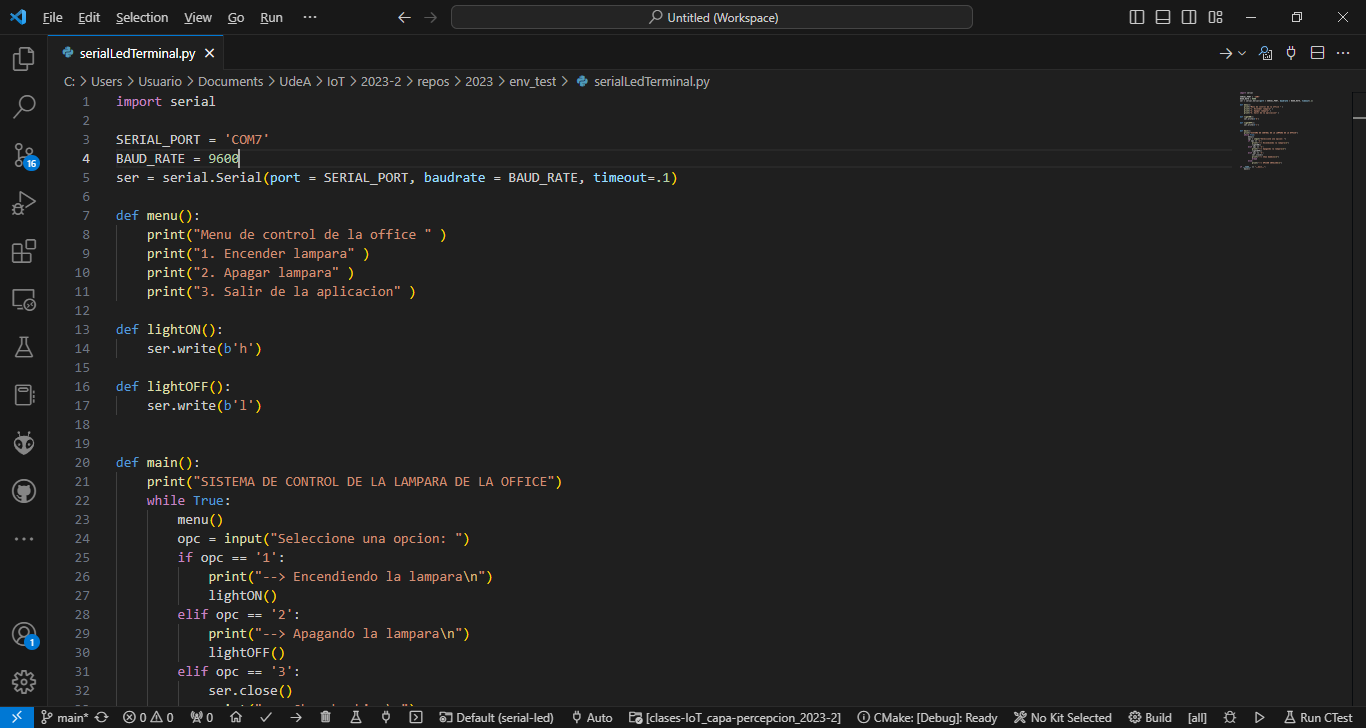 File Edit Selection View Go Run ··· Untitled (Workspace)
serialLedTerminal.py
C: > Users > Usuario > Documents > UdeA > IoT > 2023-2 > repos > 2023 > env_test > serialLedTerminal.py
1 import serial
2
3 SERIAL_PORT = 'COM7'
4 BAUD_RATE = 9600
5 ser = serial.Serial(port = SERIAL_PORT, baudrate = BAUD_RATE, timeout=.1)
6
7 def menu():
8     print("Menu de control de la office " )
9     print("1. Encender lampara" )
10     print("2. Apagar lampara" )
11     print("3. Salir de la aplicacion" )
12
13 def lightON():
14     ser.write(b'h')
15
16 def lightOFF():
17     ser.write(b'l')
18
19
20 def main():
21     print("SISTEMA DE CONTROL DE LA LAMPARA DE LA OFFICE")
22     while True:
23         menu()
24         opc = input("Seleccione una opcion: ")
25         if opc == '1':
26             print("--> Encendiendo la lampara\n")
27             lightON()
28         elif opc == '2':
29             print("--> Apagando la lampara\n")
30             lightOFF()
31         elif opc == '3':
32             ser.close()
16
1
main* 0 0 0 Default (serial-led) Auto [clases-IoT_capa-percepcion_2023-2] CMake: [Debug]: Ready No Kit Selected Build [all] Run CTest